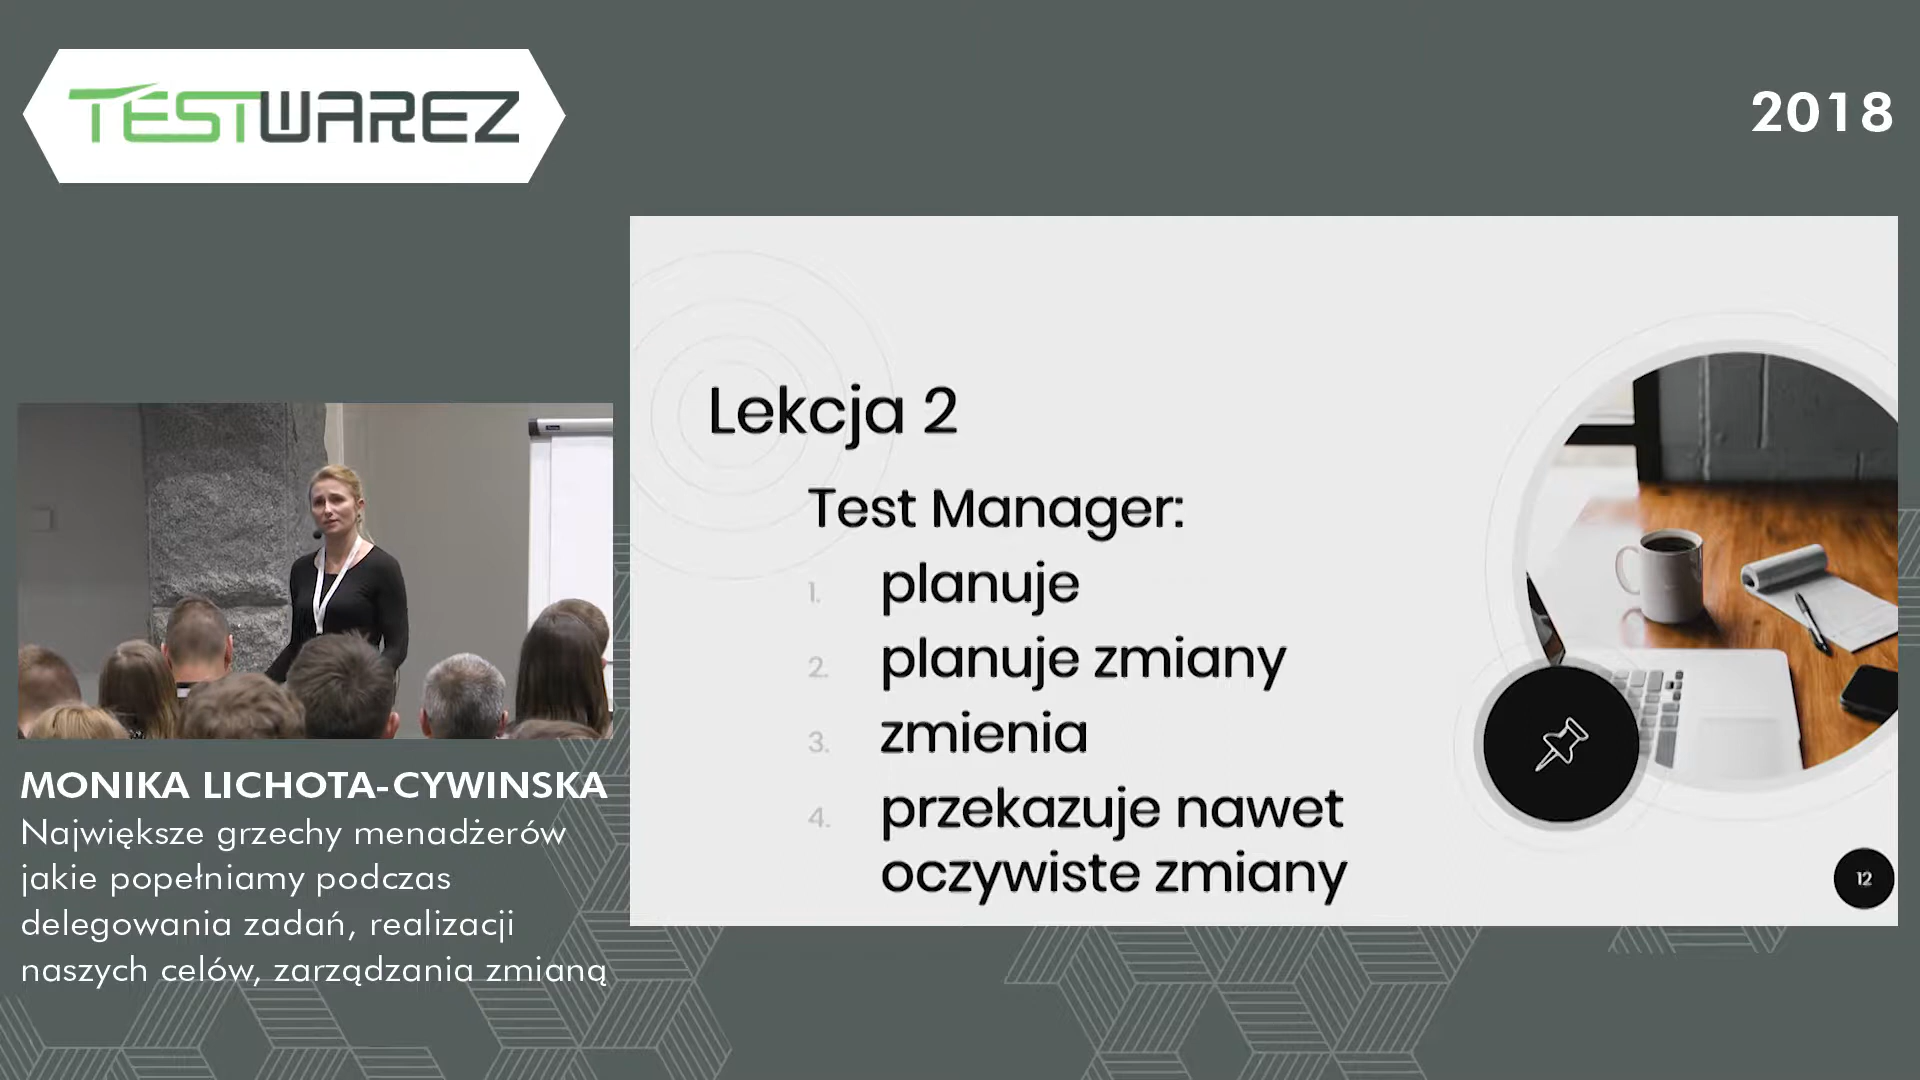 TESTWAREZ
2018
Lekcja 2
Test Manager:
1. planuje
2. planuje zmiany
3. zmienia
4. przekazuje nawet
oczywiste zmiany
12
MONIKA LICHOTA-CYWINSKA
Największe grzechy menadżerów
jakie popełniamy podczas
delegowania zadań, realizacji
naszych celów, zarządzania zmianą